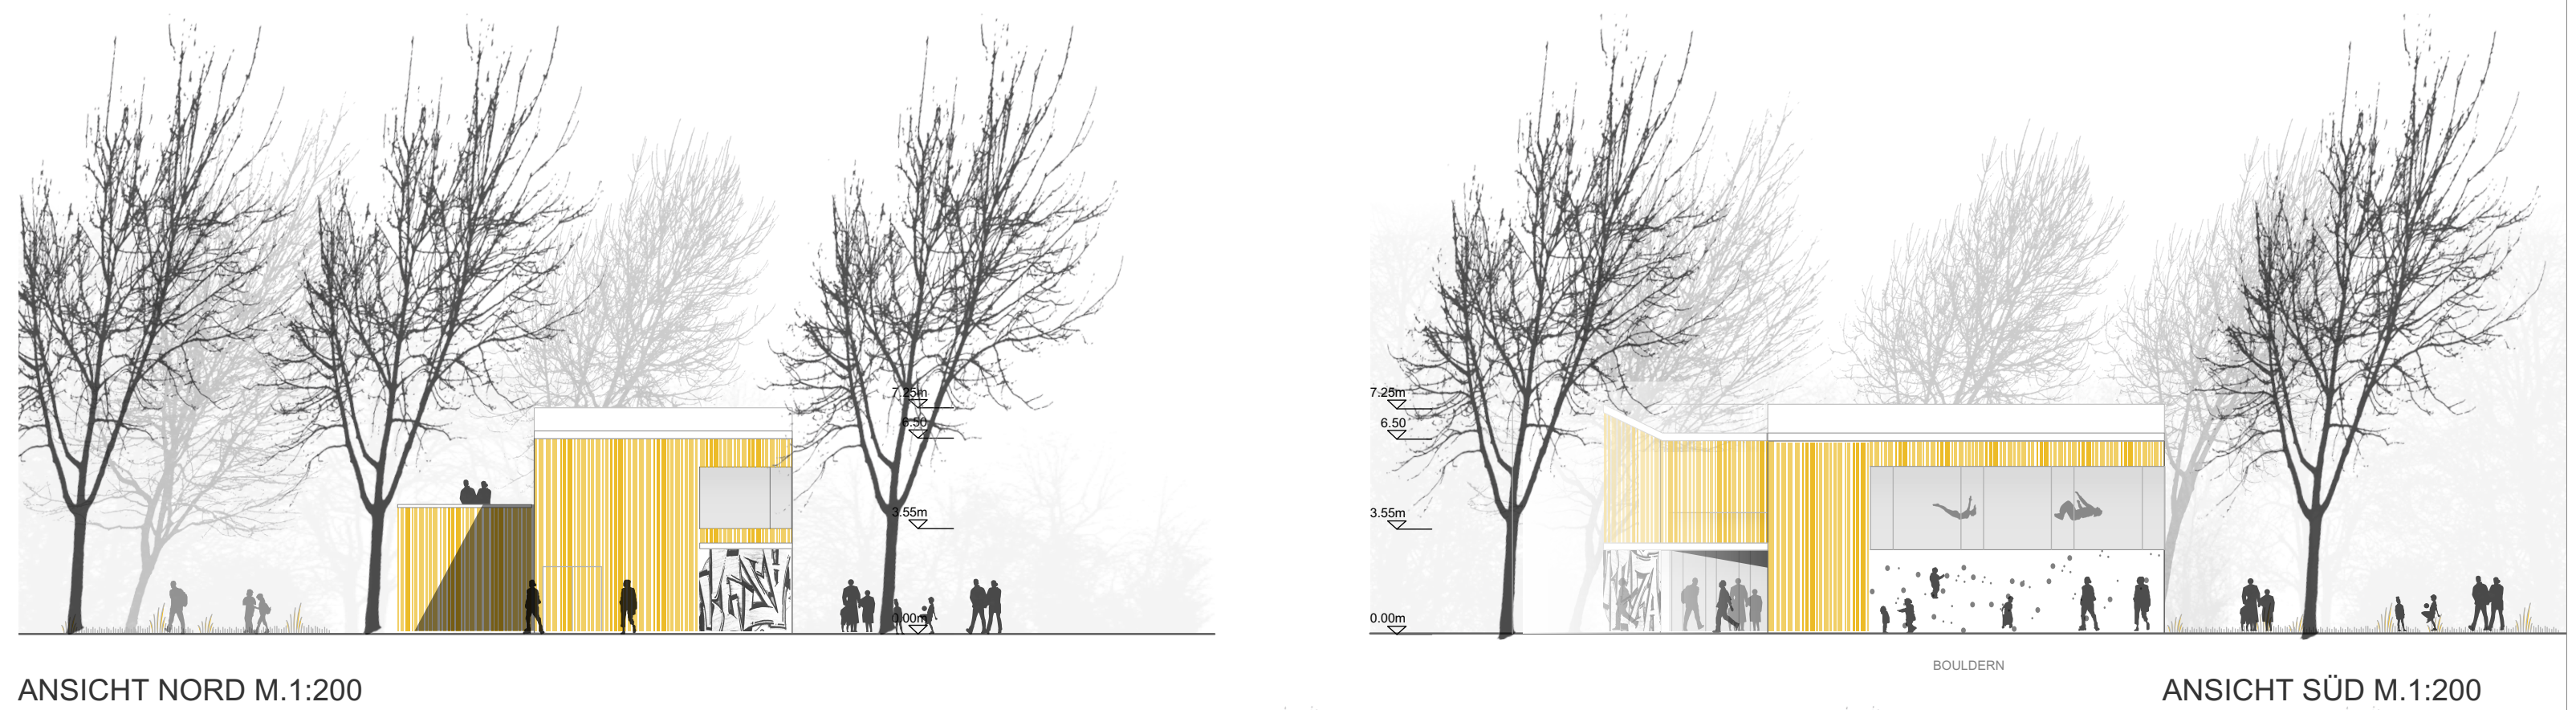 7.25m
6.50
3.55m
0.00m
ANSICHT NORD M.1:200
7.25m
6.50
3.55m
0.00m
BOULDERN
ANSICHT SÜD M.1:200